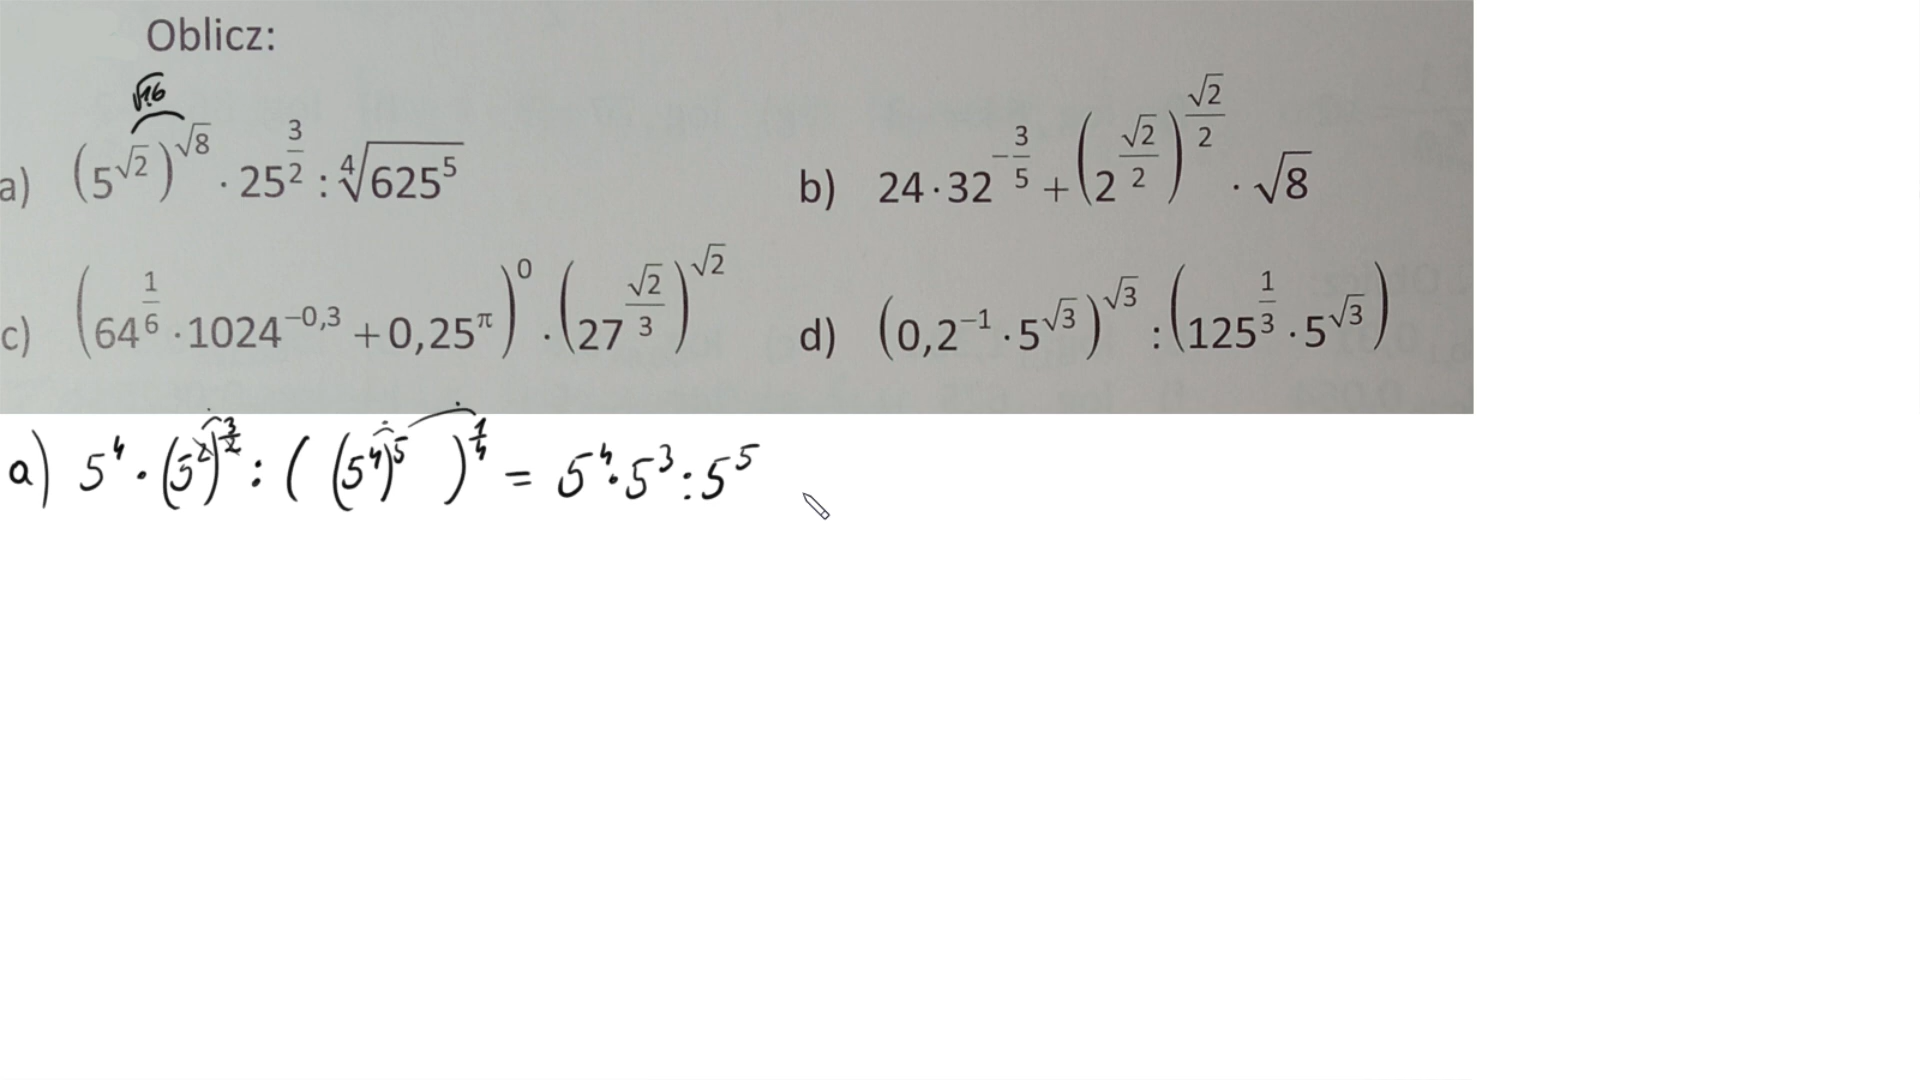 Oblicz:
√16
a) (5^√2)^√8 · 25^(3/2) : ⁴√(625⁵)
b) 24 · 32^(−3/5) + (2^(√2/2))^(√2/2) · √8
c) (64^(1/6) · 1024^(−0,3) + 0,25^π)^0 · (27^(√2/3))^√2
d) (0,2^(−1) · 5^√3)^√3 : (125^(1/3) · 5^√3)
a) 5⁴ · (5²)^(3/2) : ((5⁴)⁵)^(1/4) = 5⁴ · 5³ : 5⁵